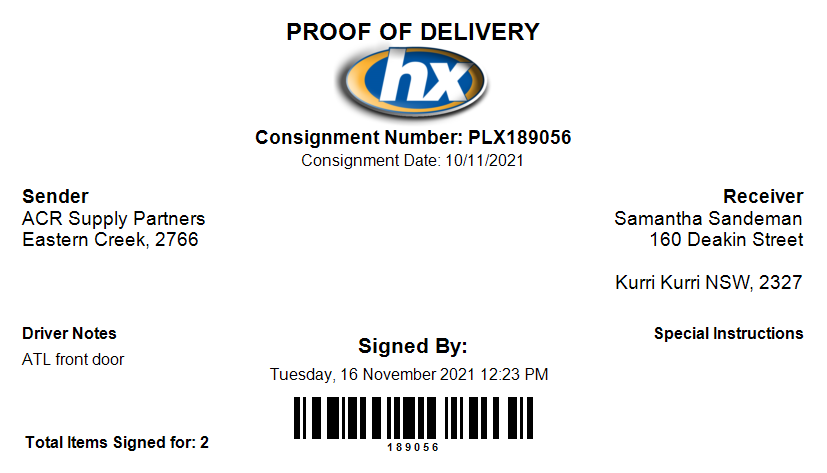 PROOF OF DELIVERY
hx
Consignment Number: PLX189056
Consignment Date: 10/11/2021
Sender
ACR Supply Partners
Eastern Creek, 2766
Receiver
Samantha Sandeman
160 Deakin Street
Kurri Kurri NSW, 2327
Driver Notes
ATL front door
Signed By:
Tuesday, 16 November 2021 12:23 PM
Special Instructions
189056
Total Items Signed for: 2